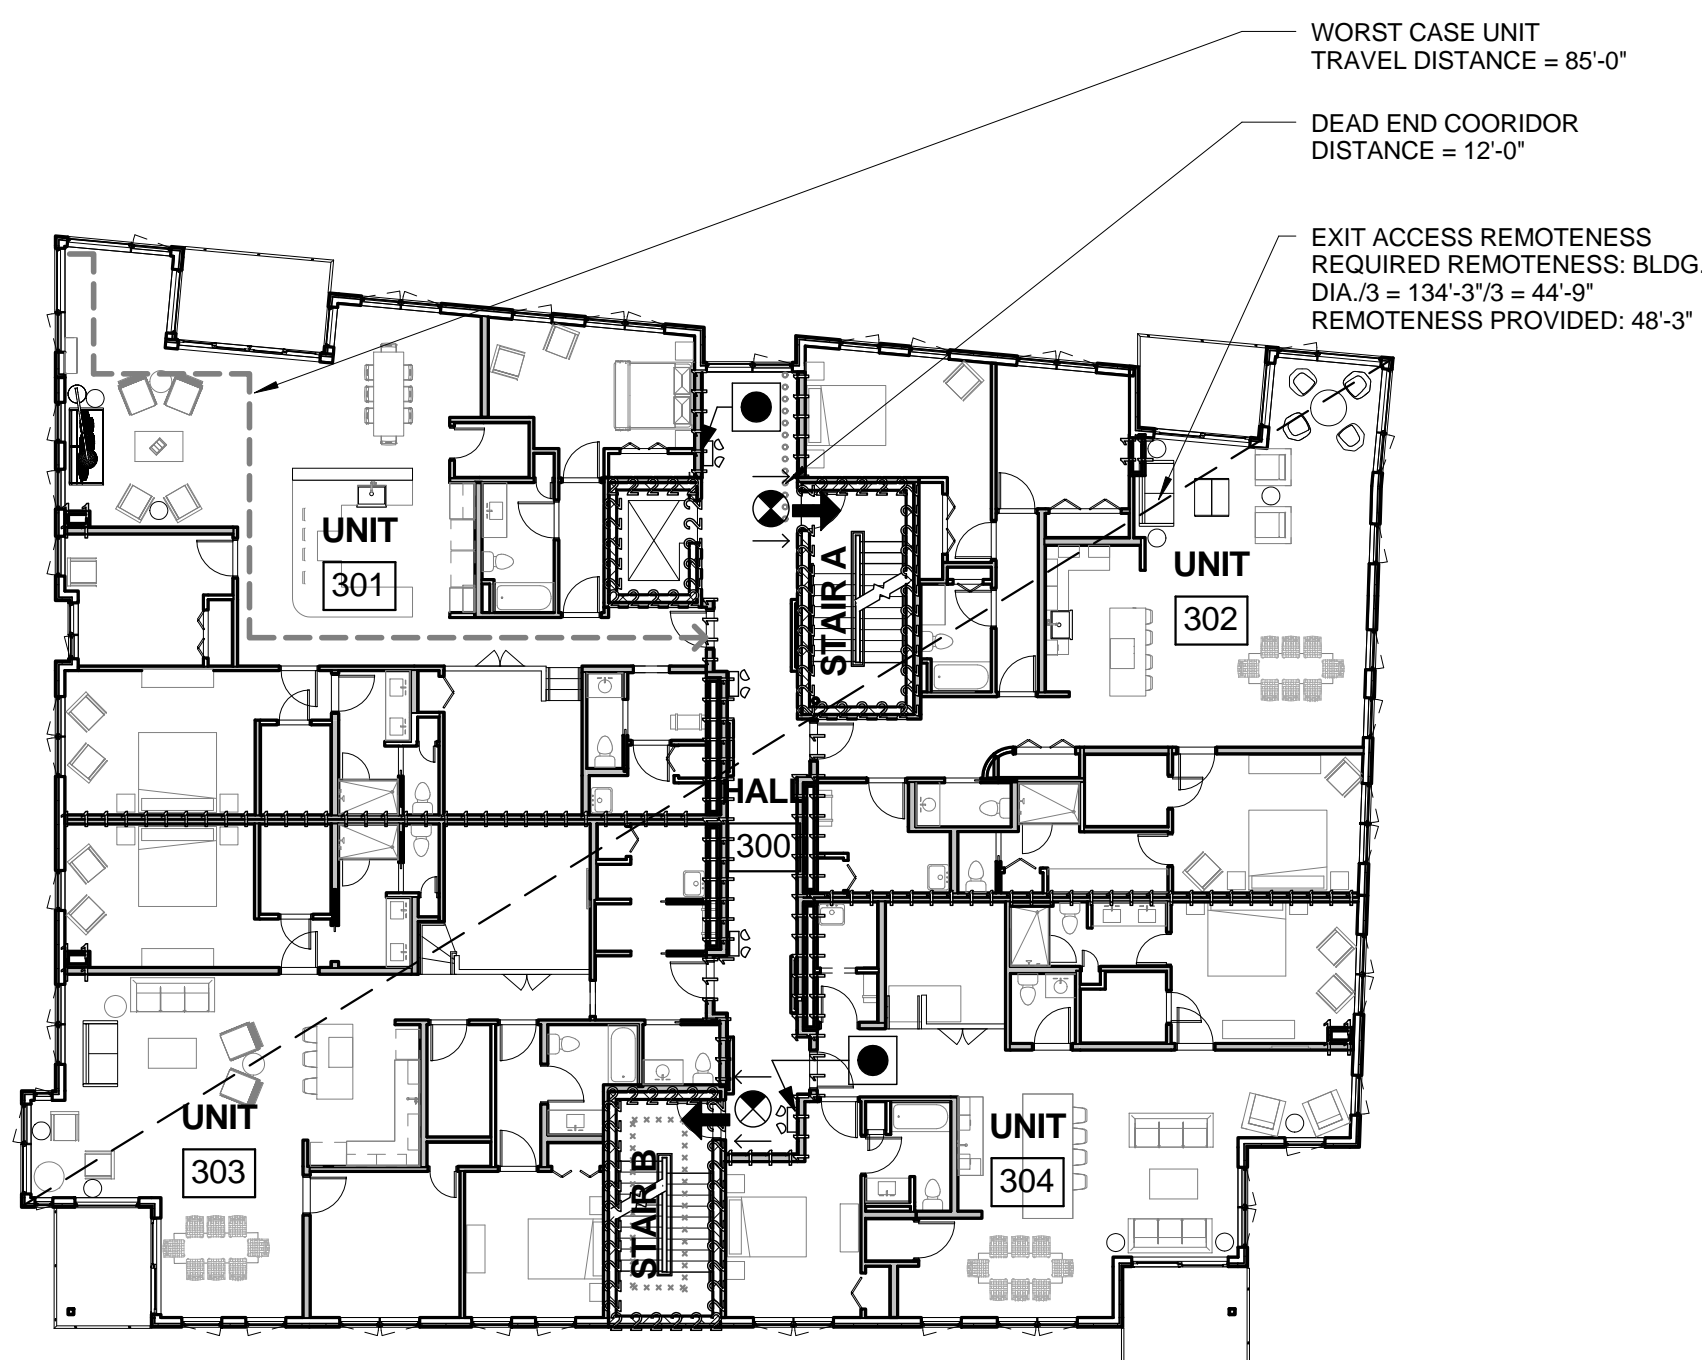 WORST CASE UNIT
TRAVEL DISTANCE = 85'-0"
DEAD END COORIDOR
DISTANCE = 12'-0"
EXIT ACCESS REMOTENESS
REQUIRED REMOTENESS: BLDG.
DIA./3 = 134'-3"/3 = 44'-9"
REMOTENESS PROVIDED: 48'-3"
UNIT
301
STAIR A
UNIT
302
HALL
300
UNIT
303
STAIR B
UNIT
304